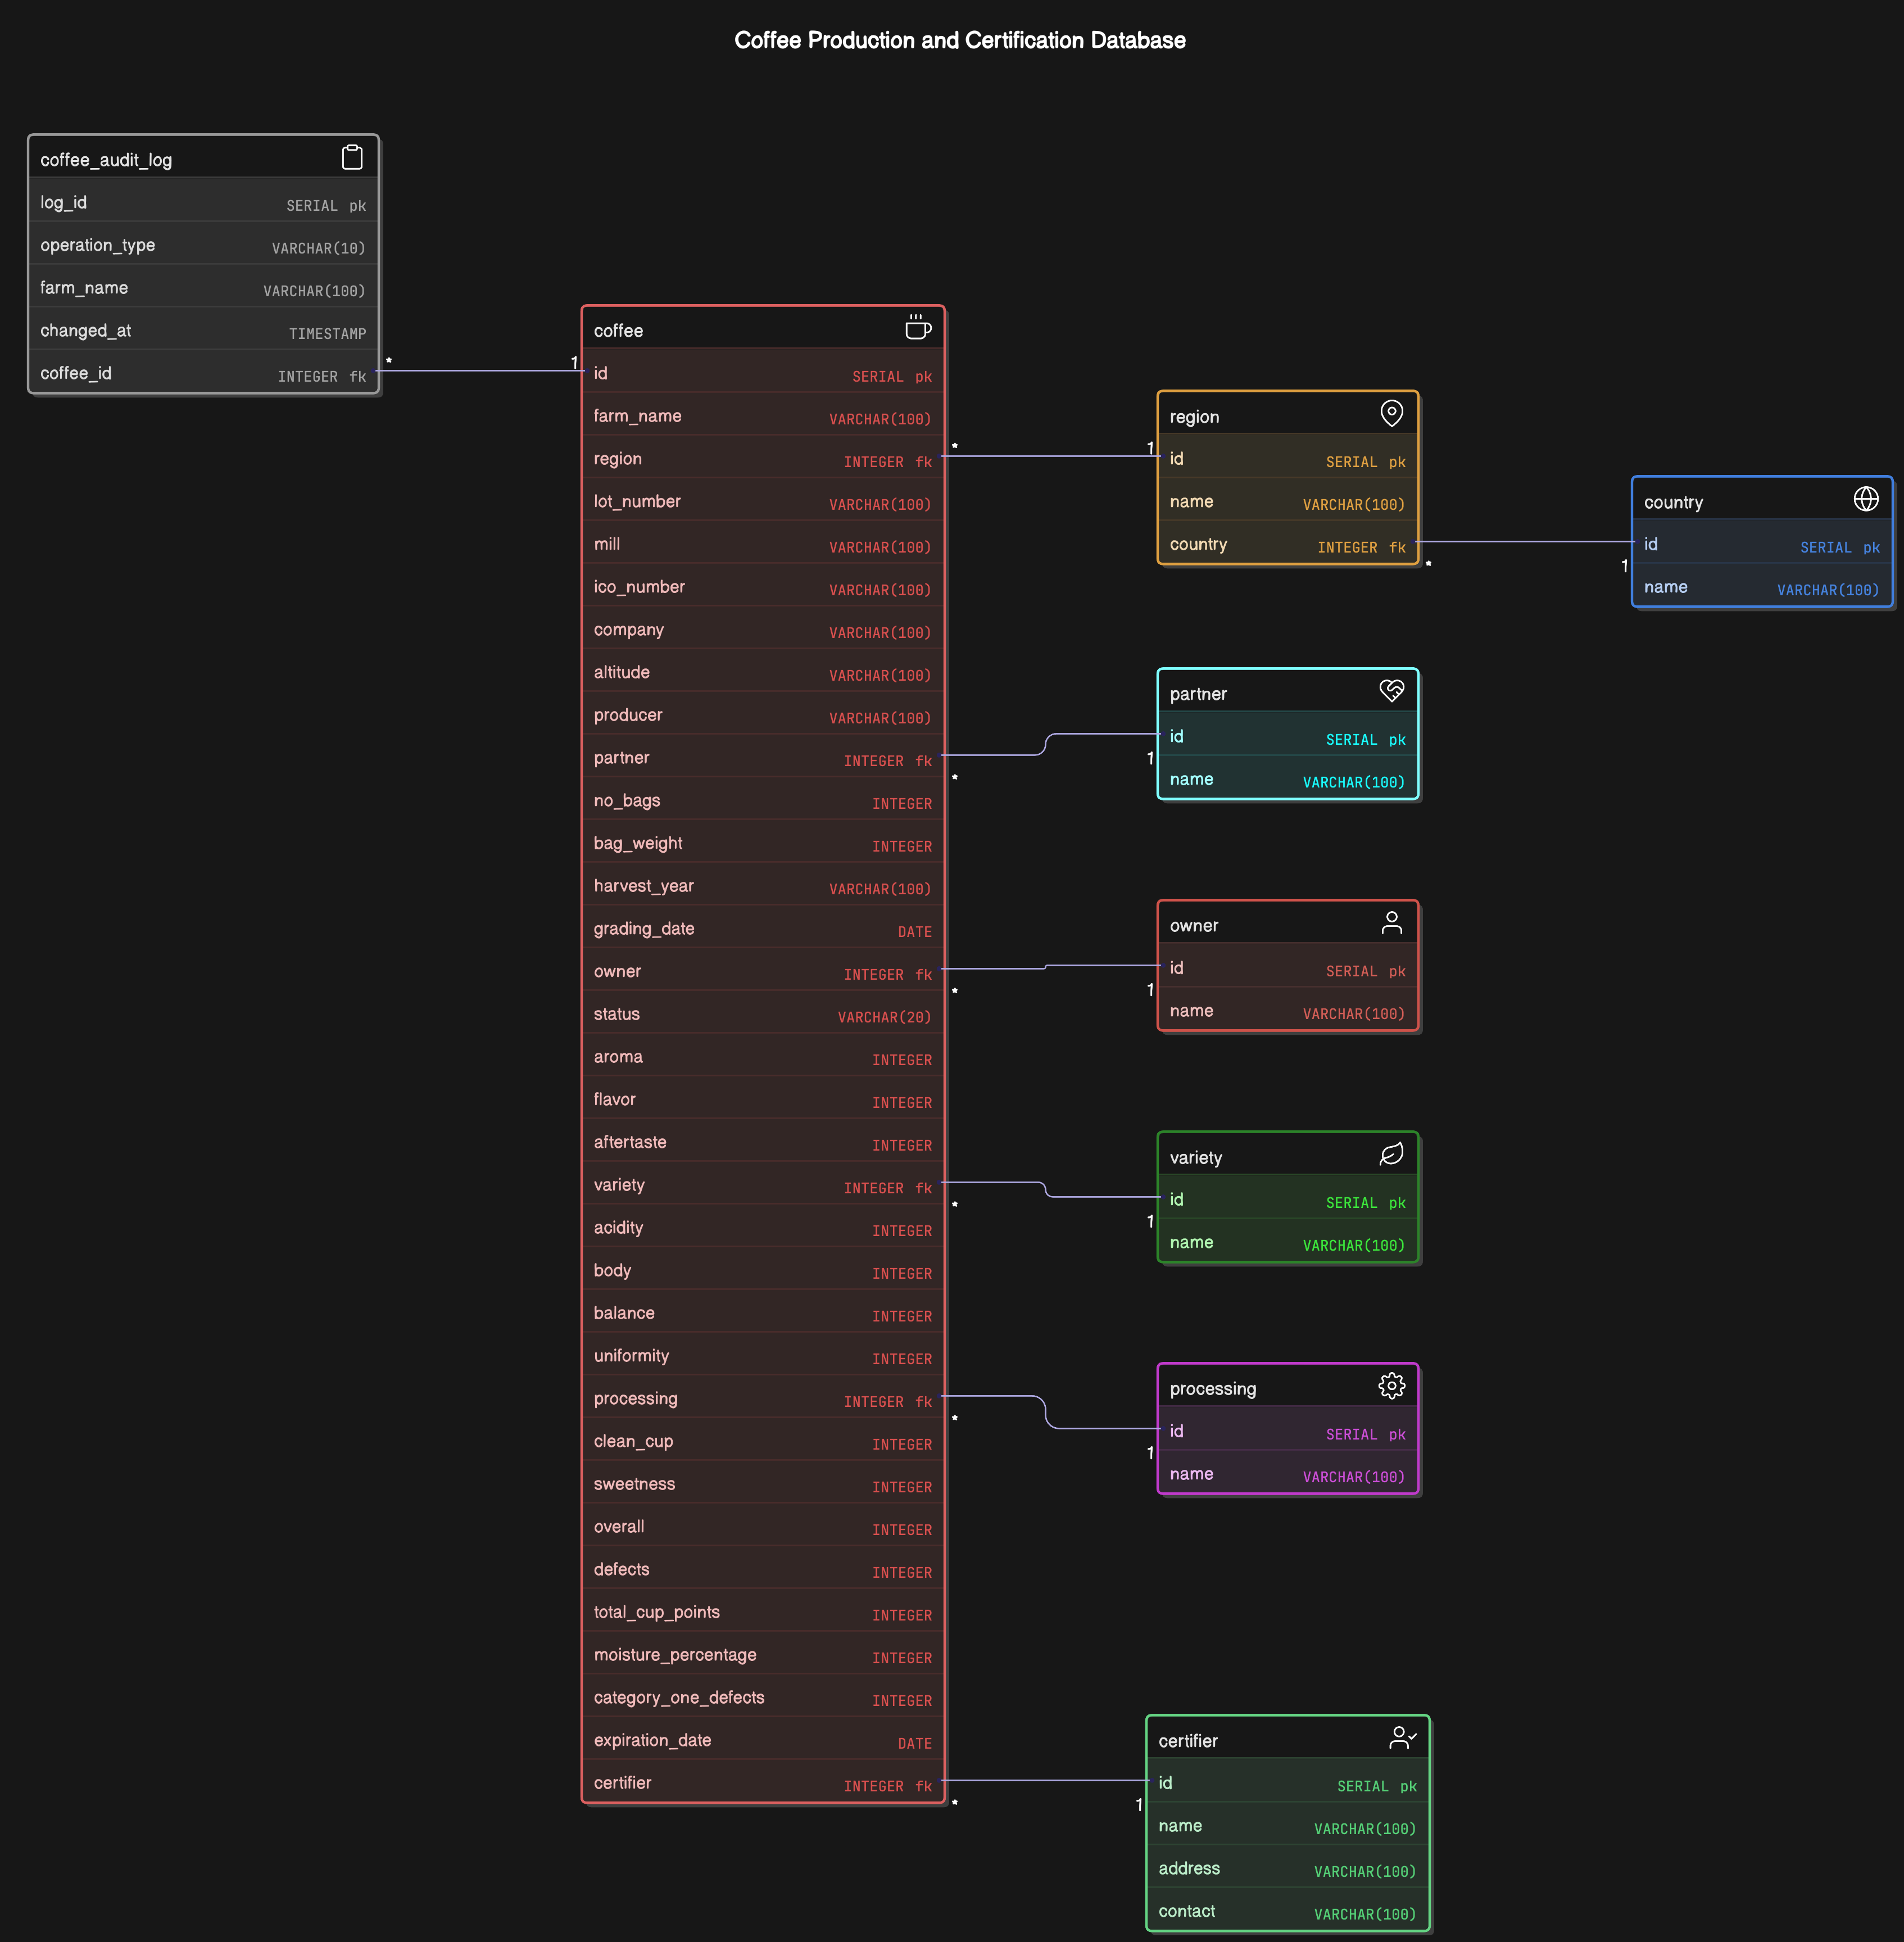 Coffee Production and Certification Database
coffee_audit_log
log_id SERIAL pk
operation_type VARCHAR(10)
farm_name VARCHAR(100)
changed_at TIMESTAMP
coffee_id INTEGER fk
* 1
coffee
id SERIAL pk
farm_name VARCHAR(100)
region INTEGER fk
lot_number VARCHAR(100)
mill VARCHAR(100)
ico_number VARCHAR(100)
company VARCHAR(100)
altitude VARCHAR(100)
producer VARCHAR(100)
partner INTEGER fk
no_bags INTEGER
bag_weight INTEGER
harvest_year VARCHAR(100)
grading_date DATE
owner INTEGER fk
status VARCHAR(20)
aroma INTEGER
flavor INTEGER
aftertaste INTEGER
variety INTEGER fk
acidity INTEGER
body INTEGER
balance INTEGER
uniformity INTEGER
processing INTEGER fk
clean_cup INTEGER
sweetness INTEGER
overall INTEGER
defects INTEGER
total_cup_points INTEGER
moisture_percentage INTEGER
category_one_defects INTEGER
expiration_date DATE
certifier INTEGER fk
* 1
region
id SERIAL pk
name VARCHAR(100)
country INTEGER fk
* 1
country
id SERIAL pk
name VARCHAR(100)
* 1
partner
id SERIAL pk
name VARCHAR(100)
* 1
owner
id SERIAL pk
name VARCHAR(100)
* 1
variety
id SERIAL pk
name VARCHAR(100)
* 1
processing
id SERIAL pk
name VARCHAR(100)
* 1
certifier
id SERIAL pk
name VARCHAR(100)
address VARCHAR(100)
contact VARCHAR(100)